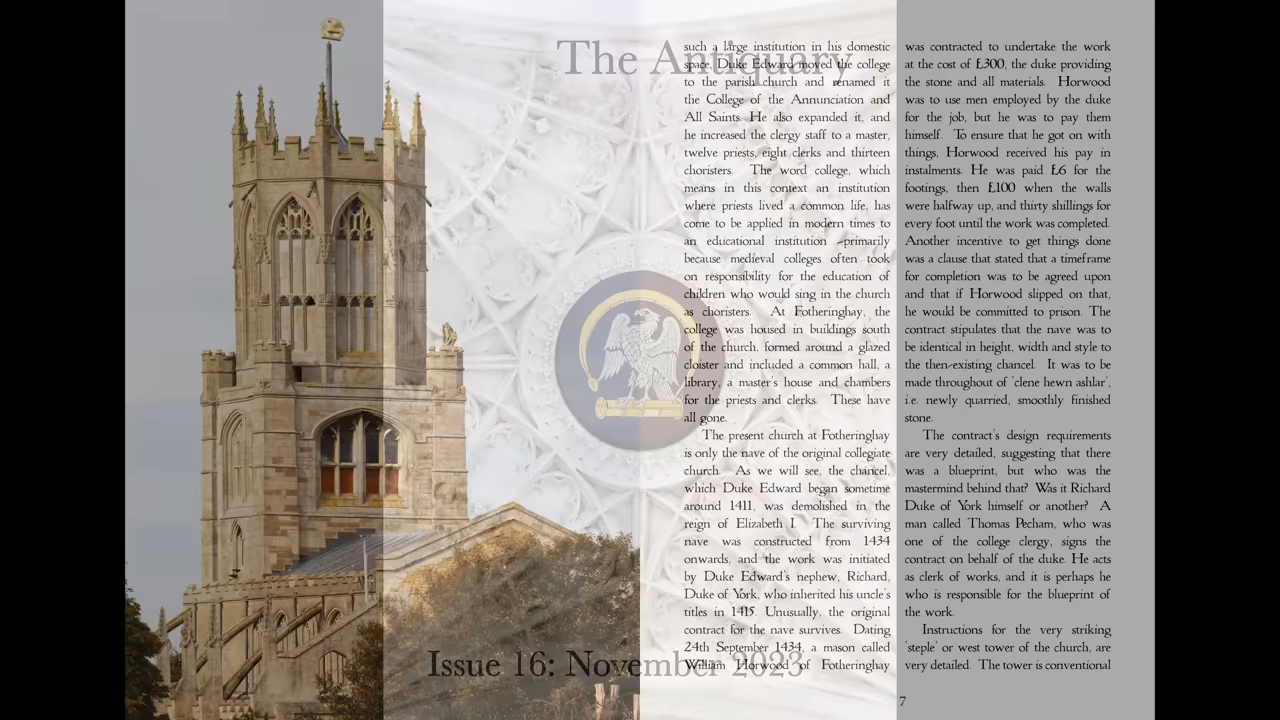 The Antiquary
such a large institution in his domestic
space, Duke Edward moved the college
to the parish church and renamed it
the College of the Annunciation and
All Saints. He also expanded it, and
he increased the clergy staff to a master,
twelve priests, eight clerks and thirteen
choristers. The word college, which
means in this context an institution
where priests lived a common life, has
come to be applied in modern times to
an educational institution -primarily
because medieval colleges often took
on responsibility for the education of
children who would sing in the church
as choristers. At Fotheringhay, the
college was housed in buildings south
of the church, formed around a glazed
cloister and included a common hall, a
library, a master's house and chambers
for the priests and clerks. These have
all gone.
The present church at Fotheringhay
is only the nave of the original collegiate
church. As we will see, the chancel,
which Duke Edward began sometime
around 1411, was demolished in the
reign of Elizabeth I. The surviving
nave was constructed from 1434
onwards, and the work was initiated
by Duke Edward's nephew, Richard,
Duke of York, who inherited his uncle's
titles in 1415. Unusually, the original
contract for the nave survives. Dating
24th September 1434, a mason called
William Horwood of Fotheringhay
was contracted to undertake the work
at the cost of £300, the duke providing
the stone and all materials. Horwood
was to use men employed by the duke
for the job, but he was to pay them
himself. To ensure that he got on with
things, Horwood received his pay in
instalments. He was paid £6 for the
footings, then £100 when the walls
were halfway up, and thirty shillings for
every foot until the work was completed.
Another incentive to get things done
was a clause that stated that a timeframe
for completion was to be agreed upon
and that if Horwood slipped on that,
he would be committed to prison. The
contract stipulates that the nave was to
be identical in height, width and style to
the then-existing chancel. It was to be
made throughout of 'clene hewn ashlar',
i.e. newly quarried, smoothly finished
stone.
The contract's design requirements
are very detailed, suggesting that there
was a blueprint, but who was the
mastermind behind that? Was it Richard
Duke of York himself or another? A
man called Thomas Pecham, who was
one of the college clergy, signs the
contract on behalf of the duke. He acts
as clerk of works, and it is perhaps he
who is responsible for the blueprint of
the work.
Instructions for the very striking
'steple' or west tower of the church, are
very detailed. The tower is conventional
Issue 16: November 2023
7